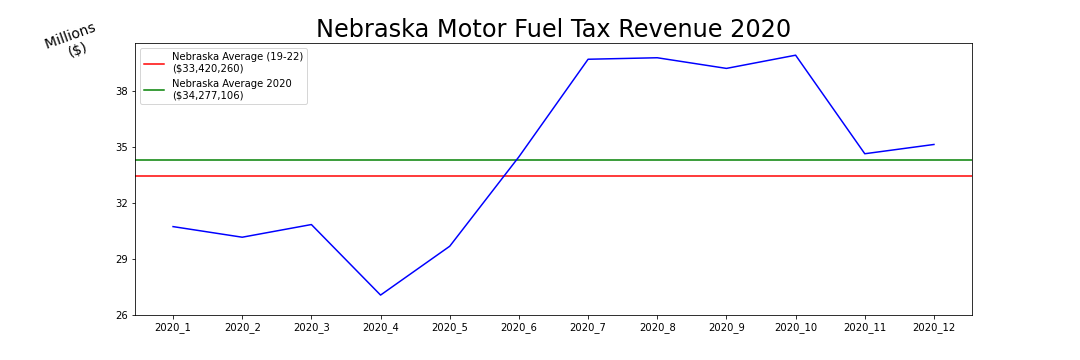 Nebraska Motor Fuel Tax Revenue 2020
Millions
($)
Nebraska Average (19-22)
($33,420,260)
Nebraska Average 2020
($34,277,106)
38
35
32
29
26
2020_1 2020_2 2020_3 2020_4 2020_5 2020_6 2020_7 2020_8 2020_9 2020_10 2020_11 2020_12